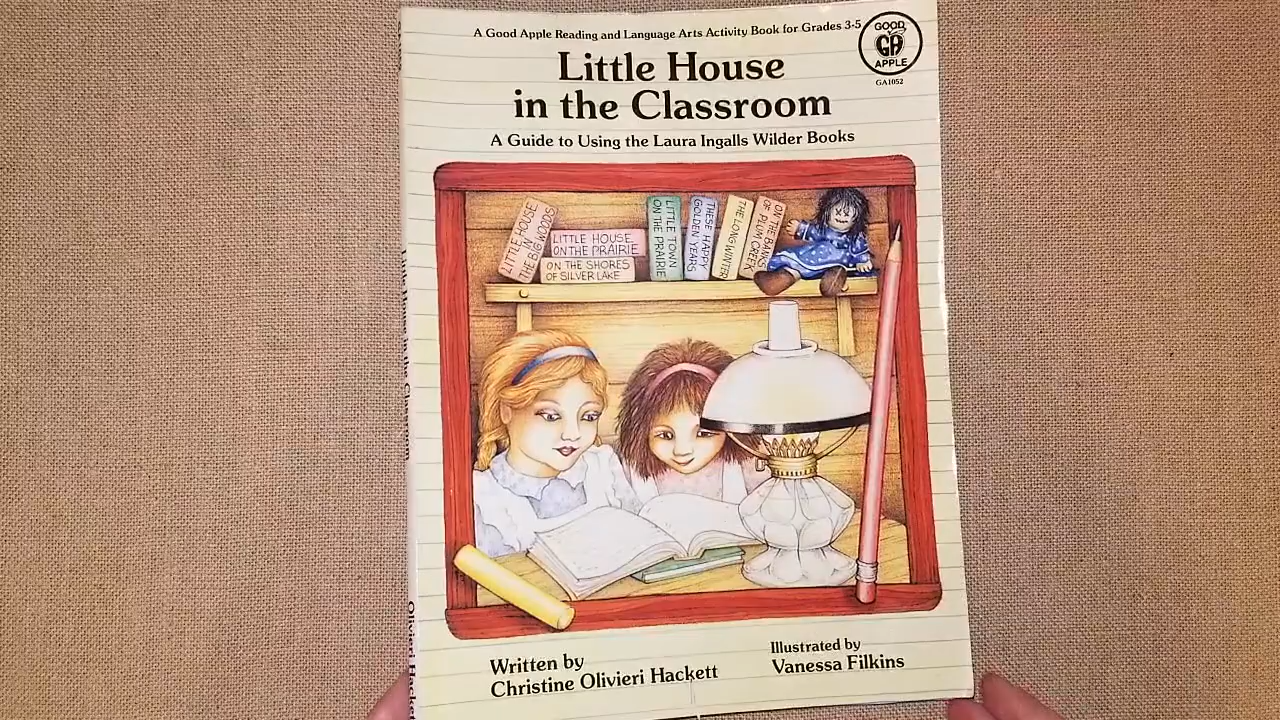 A Good Apple Reading and Language Arts Activity Book for Grades 3-5
GOOD
GA
APPLE
GA1052
Little House
in the Classroom
A Guide to Using the Laura Ingalls Wilder Books
LITTLE HOUSE
IN
THE BIG WOODS
LITTLE HOUSE
ON THE PRAIRIE
ON THE SHORES
OF SILVER LAKE
LITTLE TOWN
ON THE PRAIRIE
THESE HAPPY
GOLDEN YEARS
THE LONG WINTER
ON THE BANKS
OF PLUM CREEK
Written by
Christine Olivieri Hackett
Illustrated by
Vanessa Filkins